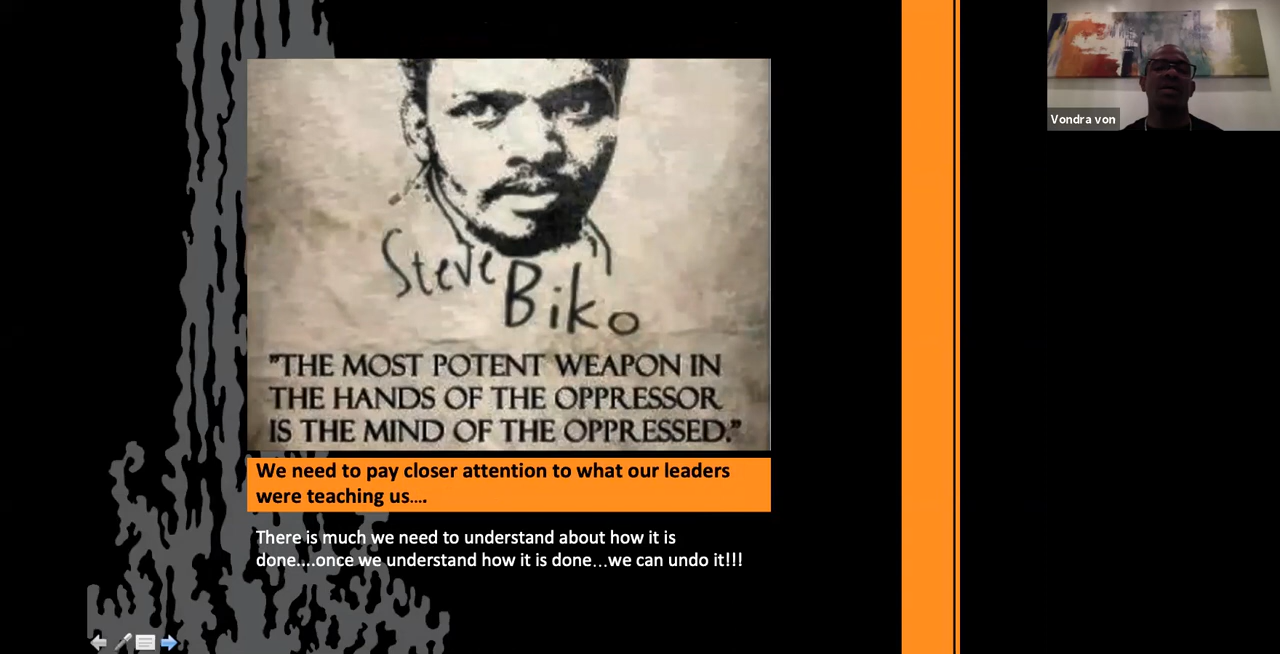 Steve
Biko
"THE MOST POTENT WEAPON IN
THE HANDS OF THE OPPRESSOR
IS THE MIND OF THE OPPRESSED."
We need to pay closer attention to what our leaders
were teaching us….
There is much we need to understand about how it is
done....once we understand how it is done…we can undo it!!!
Vondra von